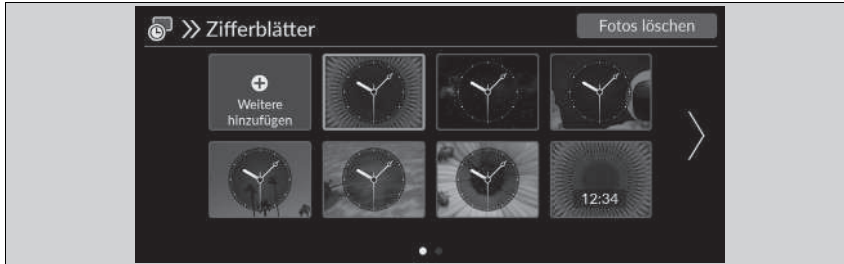 Zifferblätter
Fotos löschen
Weitere
hinzufügen
12:34